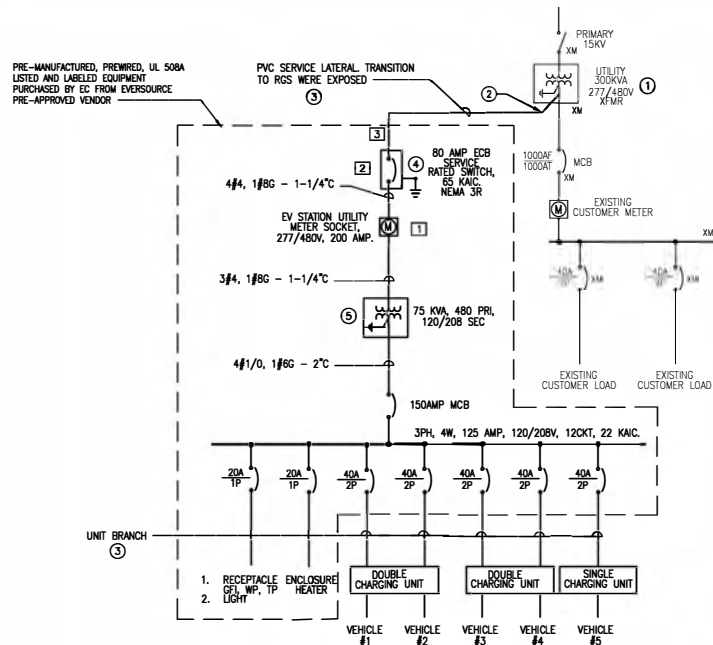 PRIMARY
15KV
XM
PRE-MANUFACTURED, PREWIRED, UL 508A
LISTED AND LABELED EQUIPMENT
PURCHASED BY EC FROM EVERSOURCE
PRE-APPROVED VENDOR
PVC SERVICE LATERAL. TRANSITION
TO RGS WERE EXPOSED
3
2
UTILITY
300KVA
277/480V
XFMR
1
XM
3
2
4
80 AMP ECB
SERVICE
RATED SWITCH,
65 KAIC.
NEMA 3R
1000AF
1000AT
MCB
XM
4#4, 1#8G - 1-1/4"C
EV STATION UTILITY
METER SOCKET,
277/480V, 200 AMP.
M
1
M
EXISTING
CUSTOMER METER
XM
3#4, 1#8G - 1-1/4"C
40A
XM
40A
XM
5
75 KVA, 480 PRI,
120/208 SEC
4#1/0, 1#6G - 2"C
EXISTING
CUSTOMER LOAD
EXISTING
CUSTOMER LOAD
150AMP MCB
3PH, 4W, 125 AMP, 120/208V, 12CKT, 22 KAIC.
20A
1P
20A
1P
40A
2P
40A
2P
40A
2P
40A
2P
40A
2P
UNIT BRANCH
3
1. RECEPTACLE
GFI, WP, TP
2. LIGHT
ENCLOSURE
HEATER
DOUBLE
CHARGING UNIT
DOUBLE
CHARGING UNIT
SINGLE
CHARGING UNIT
VEHICLE
#1
VEHICLE
#2
VEHICLE
#3
VEHICLE
#4
VEHICLE
#5